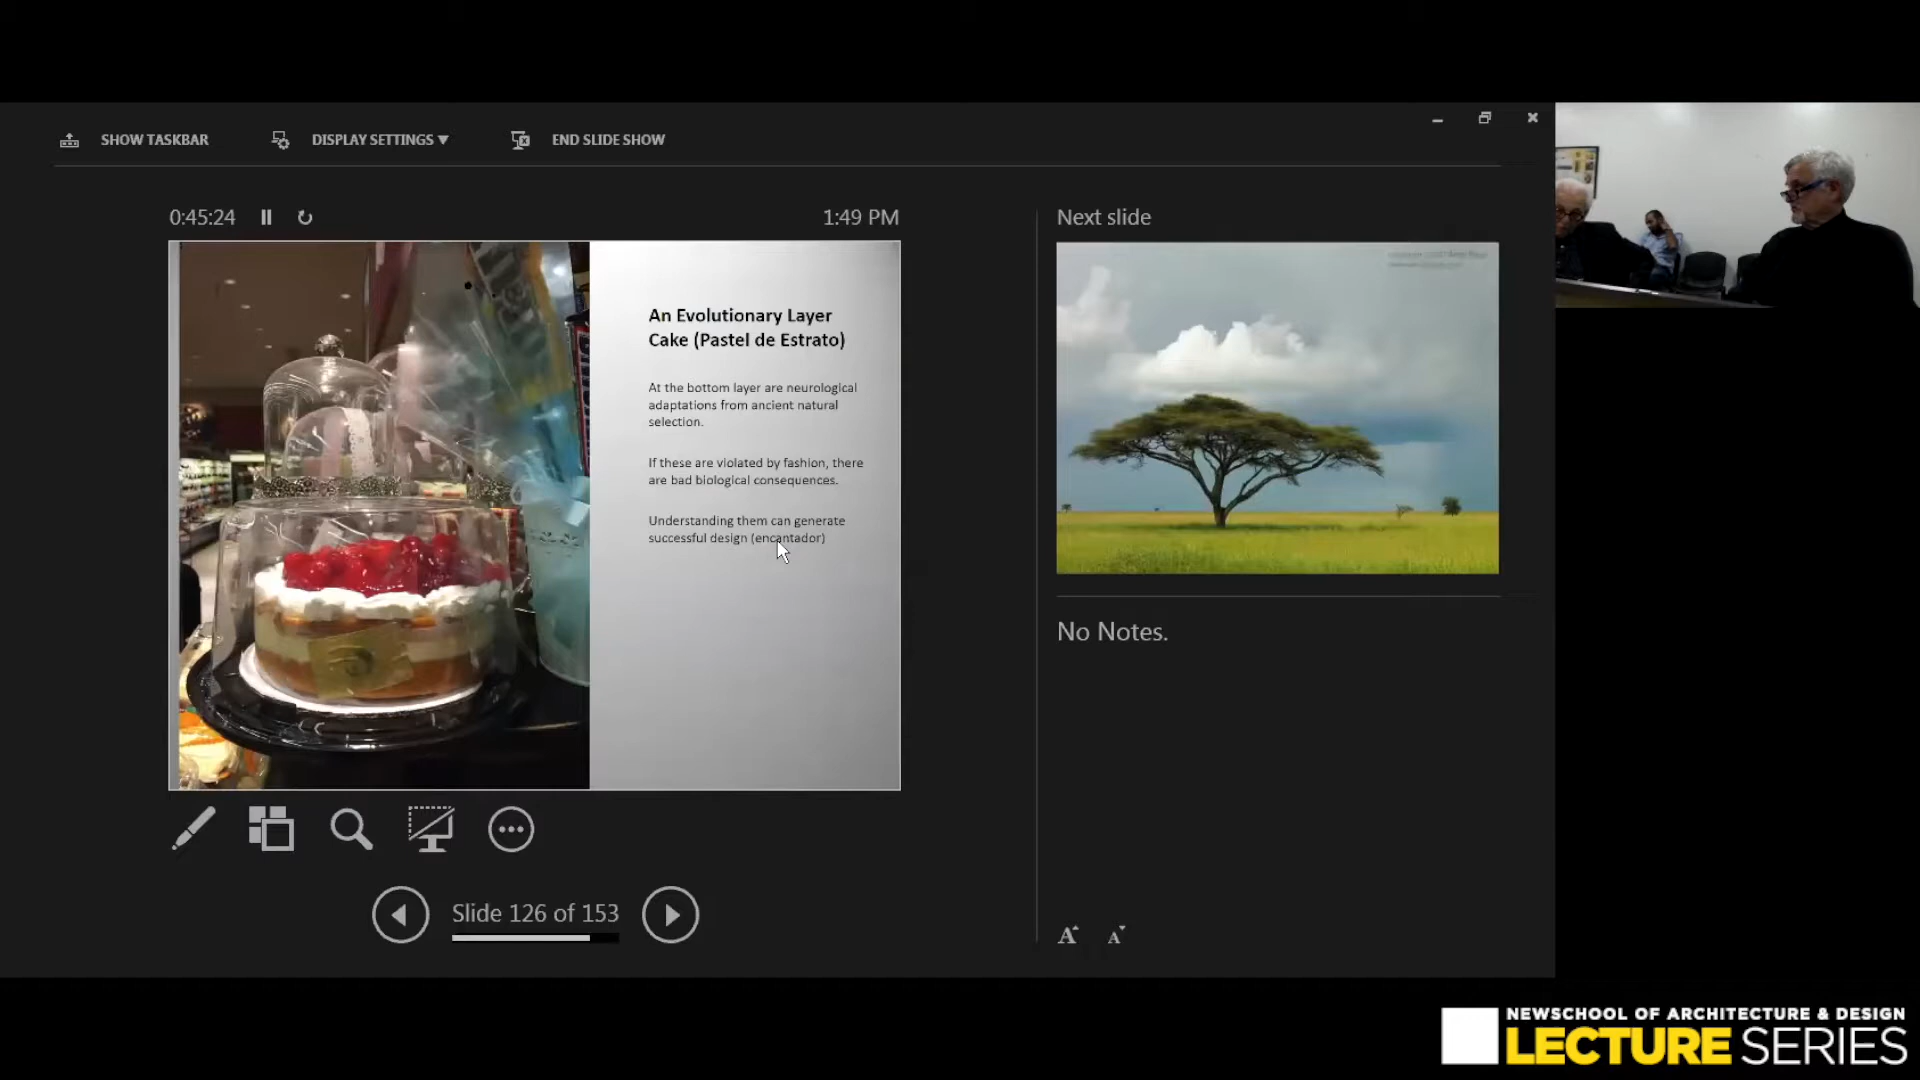 SHOW TASKBAR
DISPLAY SETTINGS
END SLIDE SHOW
0:45:24
1:49 PM
An Evolutionary Layer
Cake (Pastel de Estrato)
At the bottom layer are neurological
adaptations from ancient natural
selection.
If these are violated by fashion, there
are bad biological consequences.
Understanding them can generate
successful design (encantador)
Slide 126 of 153
Next slide
No Notes.
A A
NEWSCHOOL OF ARCHITECTURE & DESIGN
LECTURE SERIES